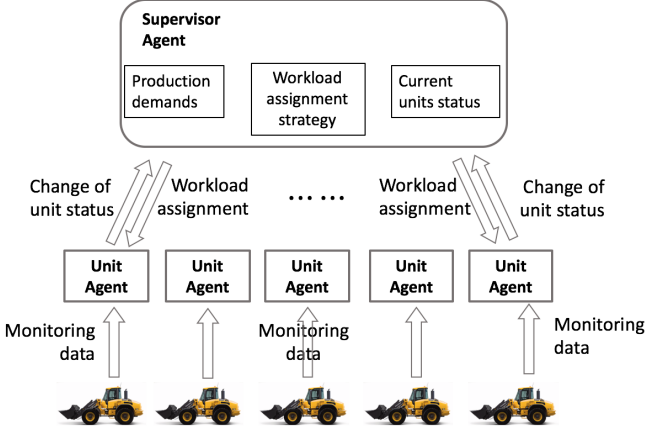 Supervisor
Agent
Production
demands
Workload
assignment
strategy
Current
units status
Change of
unit status
Workload
assignment
... ...
Workload
assignment
Change of
unit status
Unit
Agent
Unit
Agent
Unit
Agent
Unit
Agent
Unit
Agent
Monitoring
data
Monitoring
data
Monitoring
data